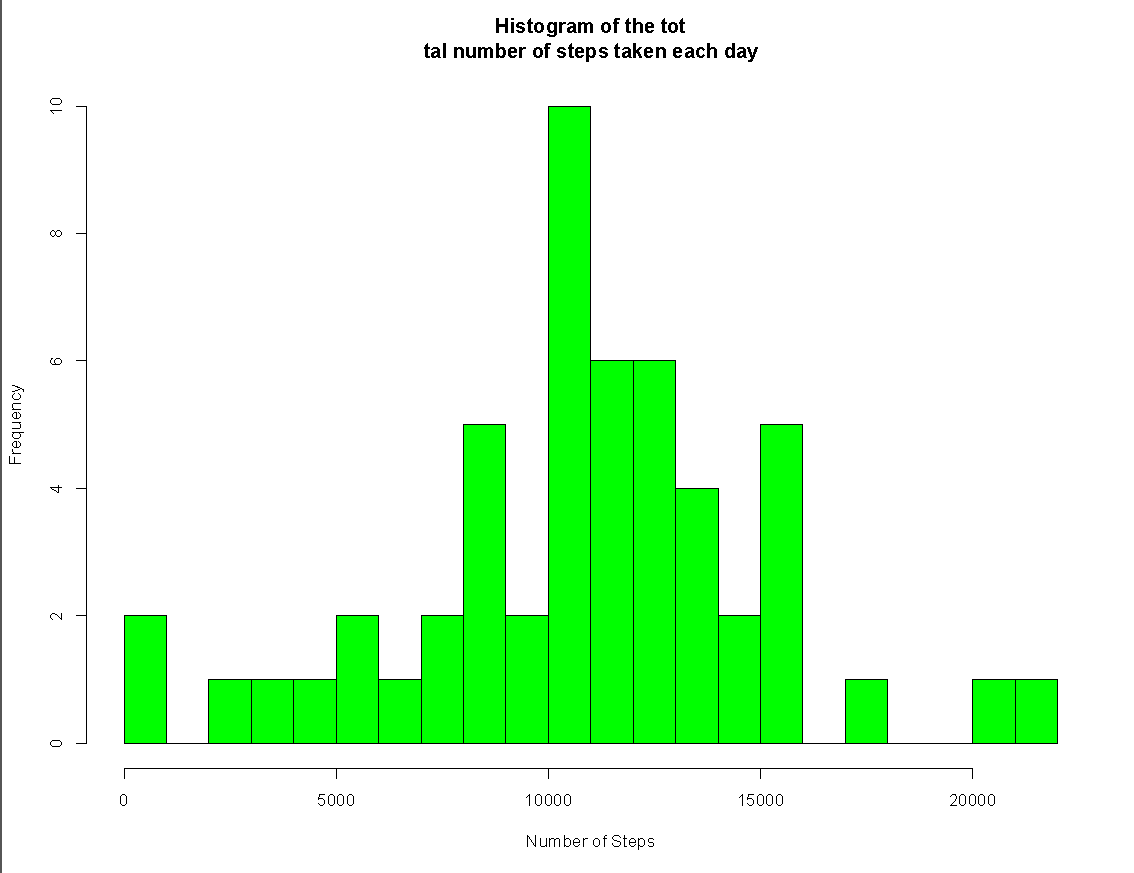 Histogram of the tot
tal number of steps taken each day
10
8
6
4
2
0
Frequency
0 5000 10000 15000 20000
Number of Steps